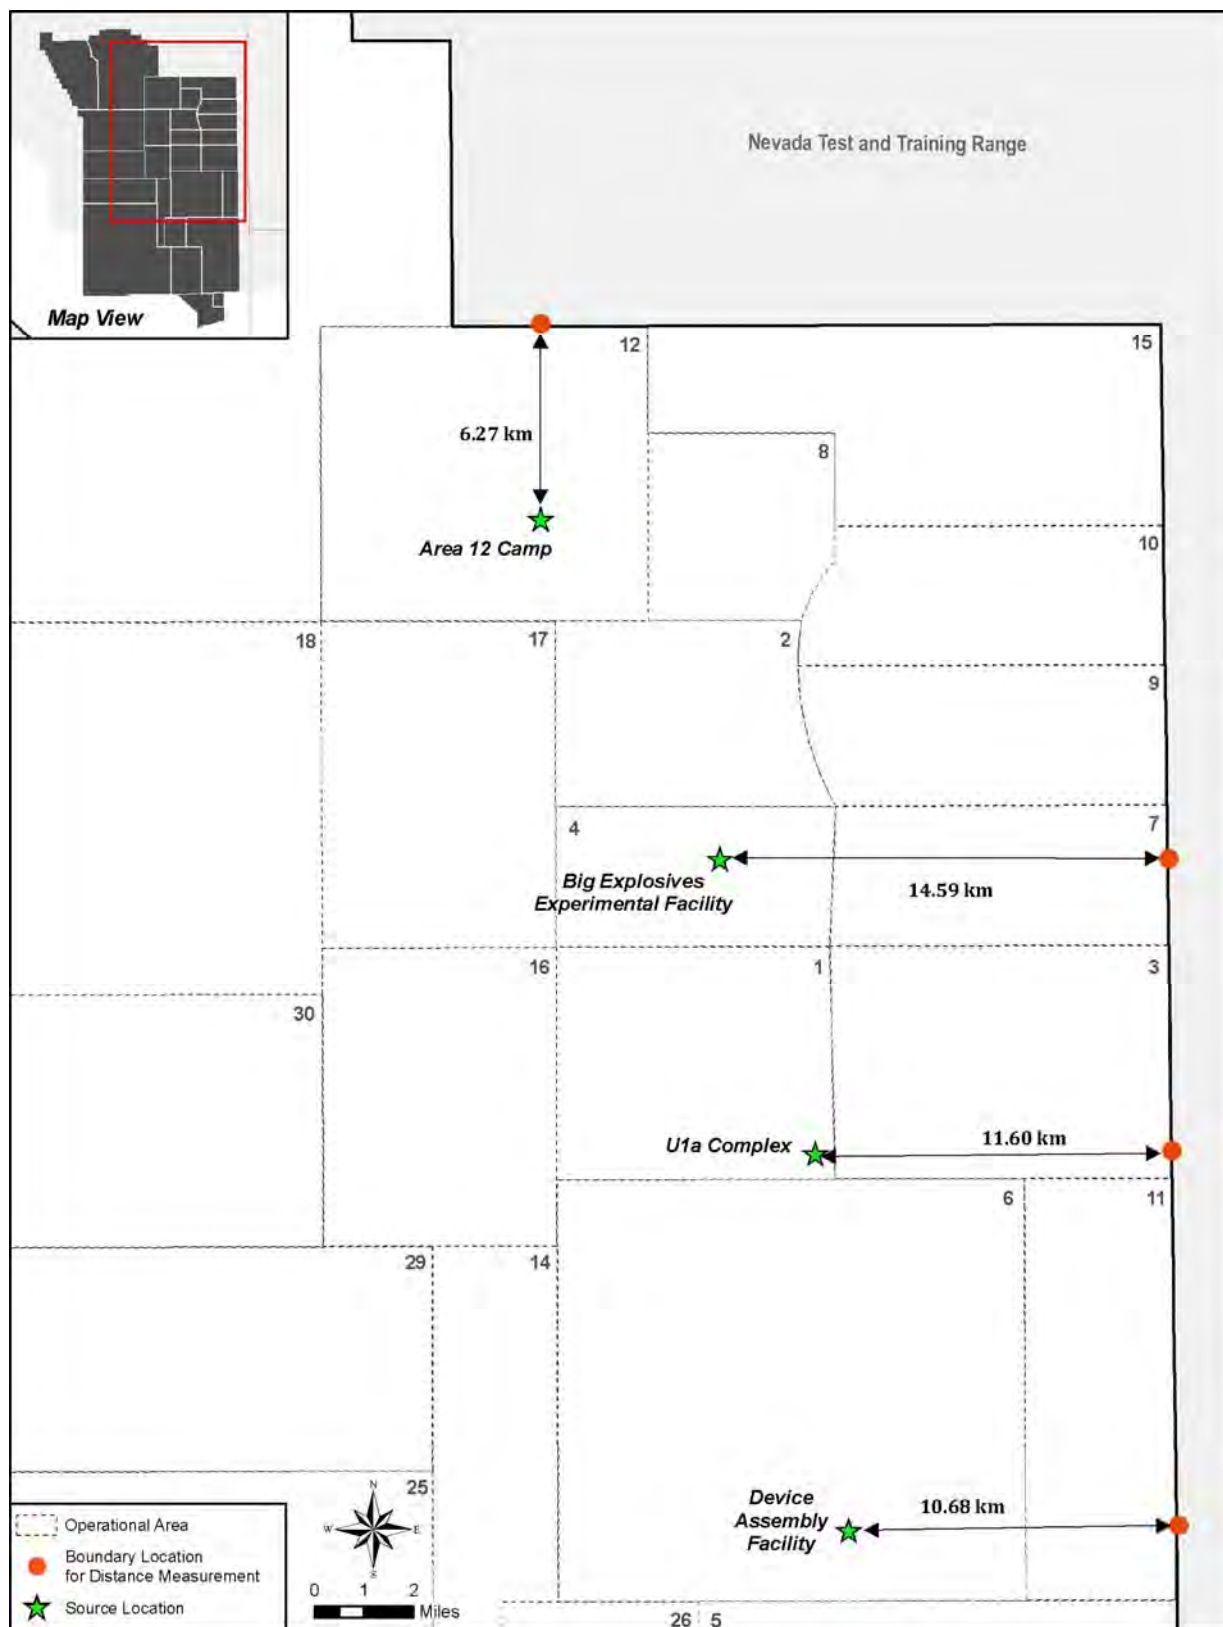 Map View
Nevada Test and Training Range
12
15
6.27 km
8
Area 12 Camp
10
18
17
2
9
4
7
Big Explosives
Experimental Facility
14.59 km
16
1
3
30
U1a Complex
11.60 km
6
11
29
14
25
Device
Assembly
Facility
10.68 km
Operational Area
Boundary Location
for Distance Measurement
Source Location
N
W
E
S
0 1 2
Miles
26
5